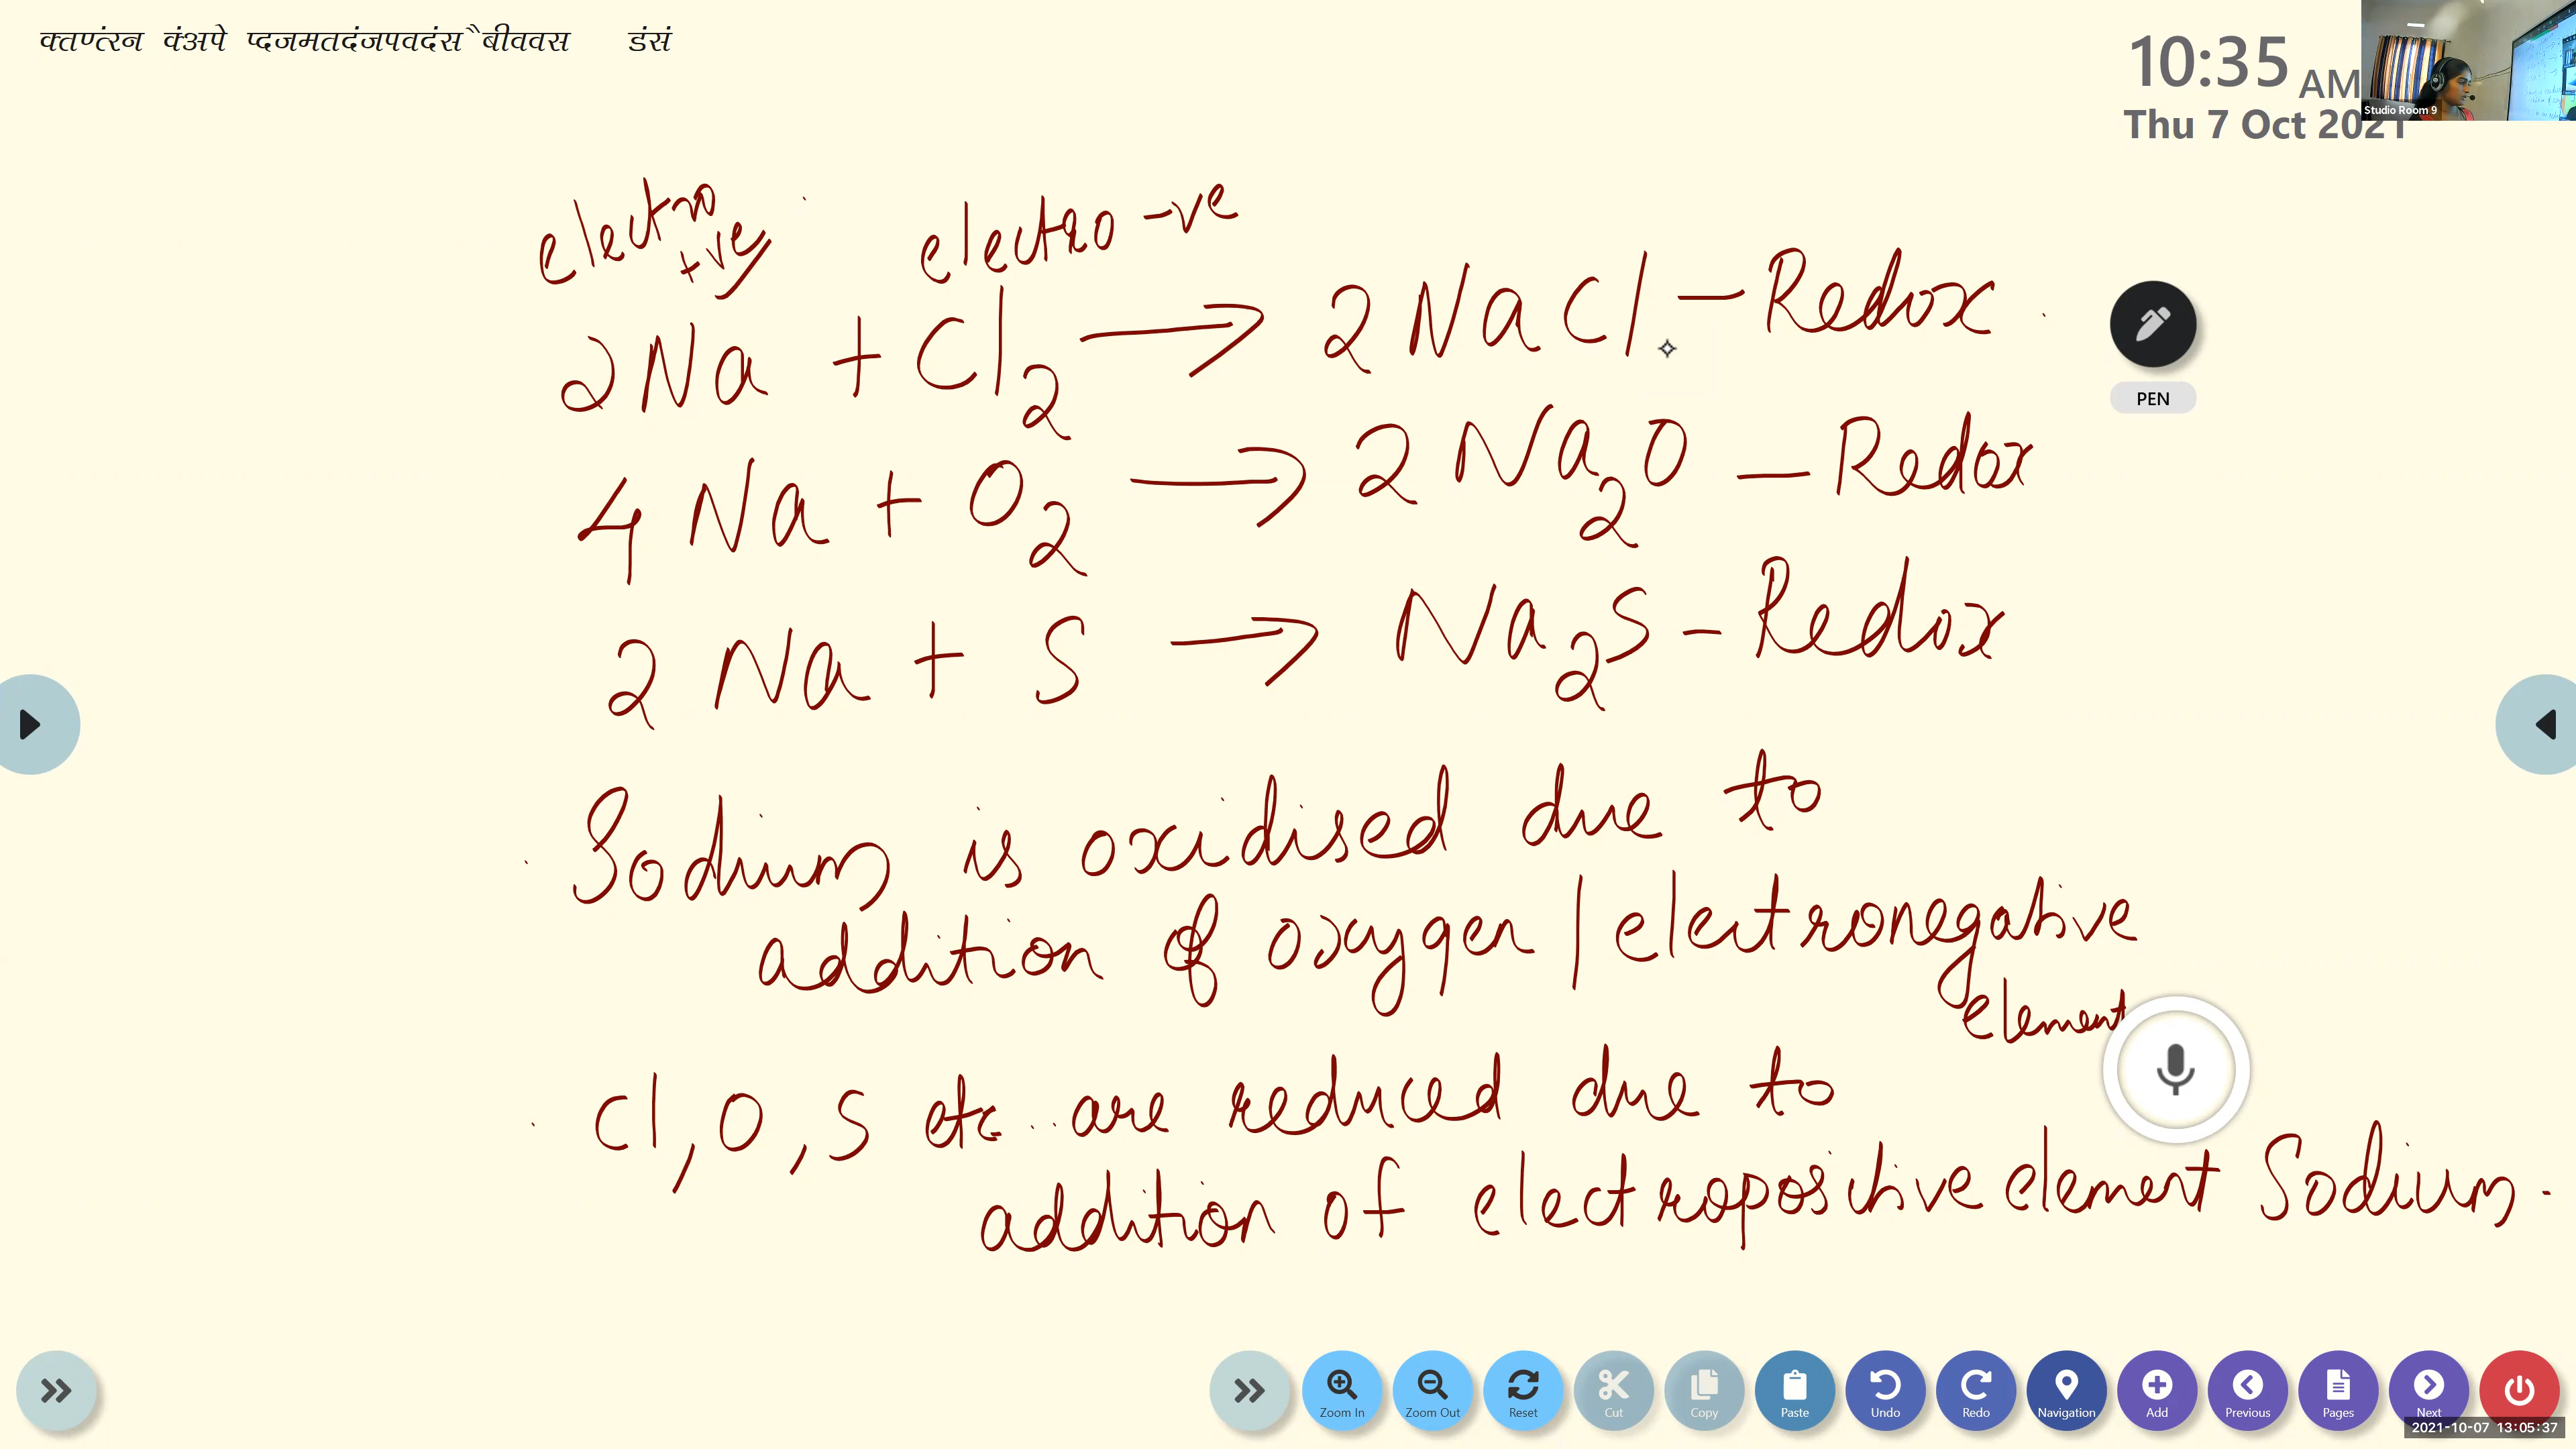 क्तण्त्ंरन क्ंअपे प्दजमतदंजपवदंस ैबीववस डंसं
10:35 AM
Thu 7 Oct 2021
Studio Room 9
electro +ve electro -ve
2Na + Cl2 → 2NaCl - Redox
PEN
4Na + O2 → 2Na2O - Redox
2Na + S → Na2S - Redox
Sodium is oxidised due to
addition of oxygen / electronegative
element
Cl, O, S etc are reduced due to
addition of electropositive element Sodium.
Zoom In Zoom Out Reset Cut Copy Paste Undo Redo Navigation Add Previous Pages Next
2021-10-07 13:05:37